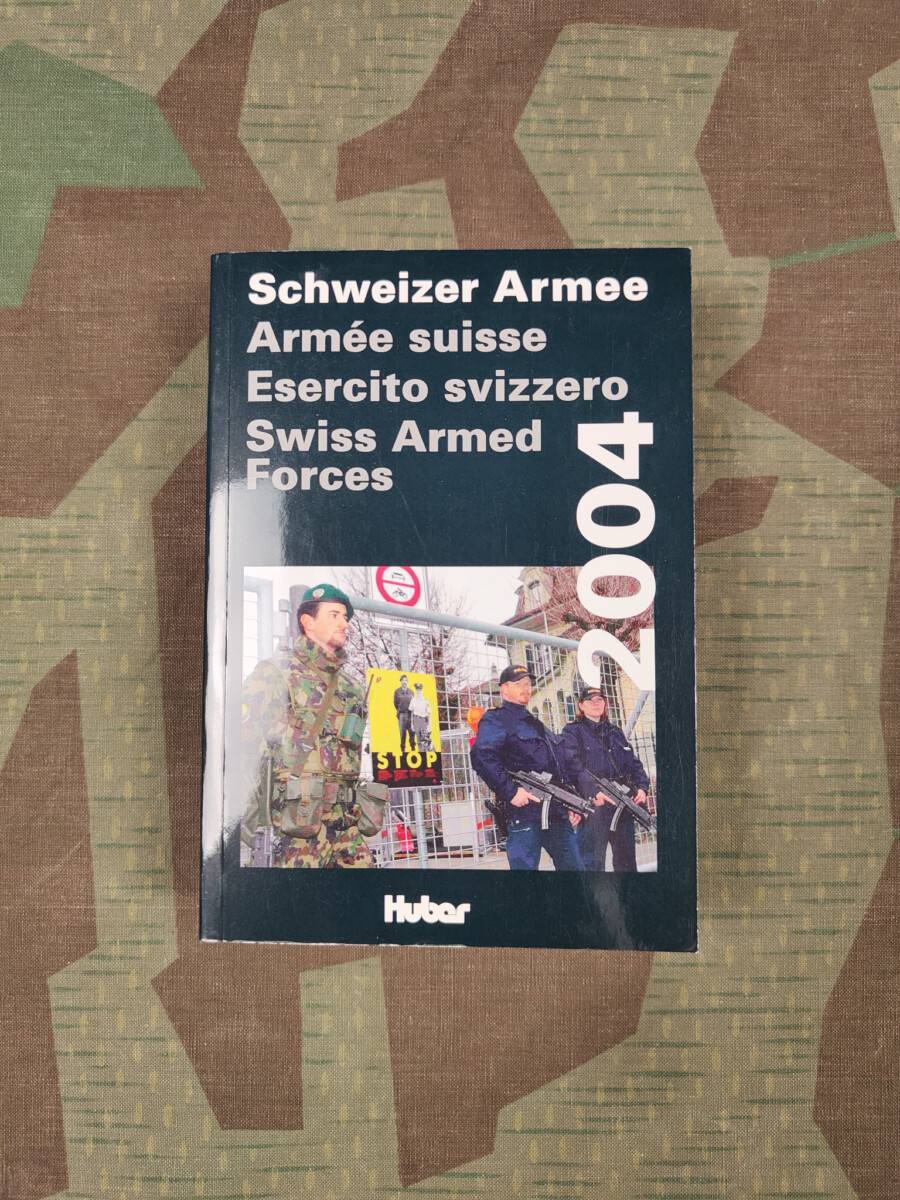 Schweizer Armee
Armée suisse
Esercito svizzero
Swiss Armed
Forces
2004
STOP
Huber